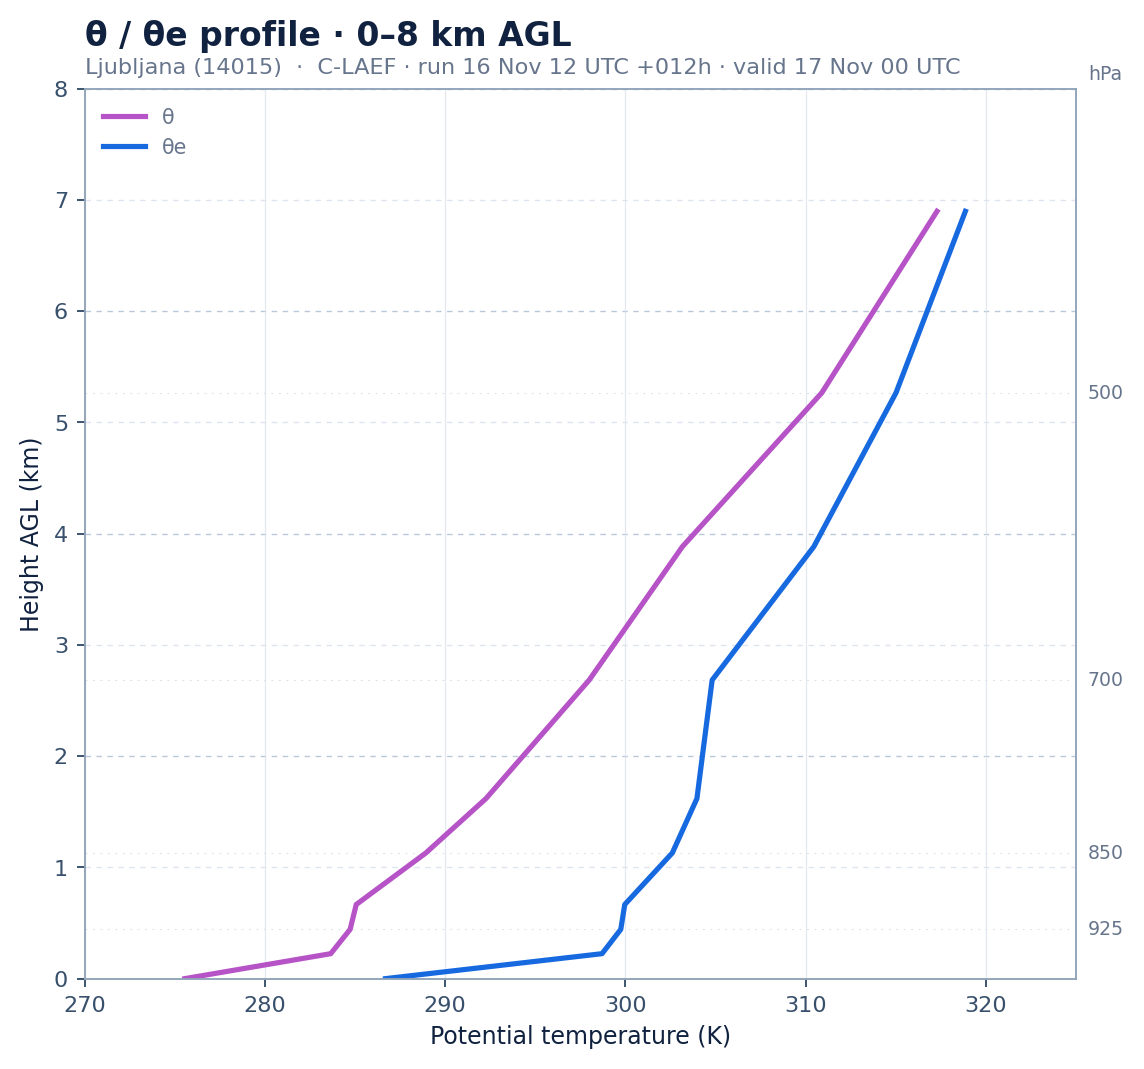 θ / θe profile · 0–8 km AGL
Ljubljana (14015)  ·  C-LAEF · run 16 Nov 12 UTC +012h · valid 17 Nov 00 UTC
hPa
θ
θe
8
7
6
5
4
3
2
1
0
500
700
850
925
Height AGL (km)
270
280
290
300
310
320
Potential temperature (K)